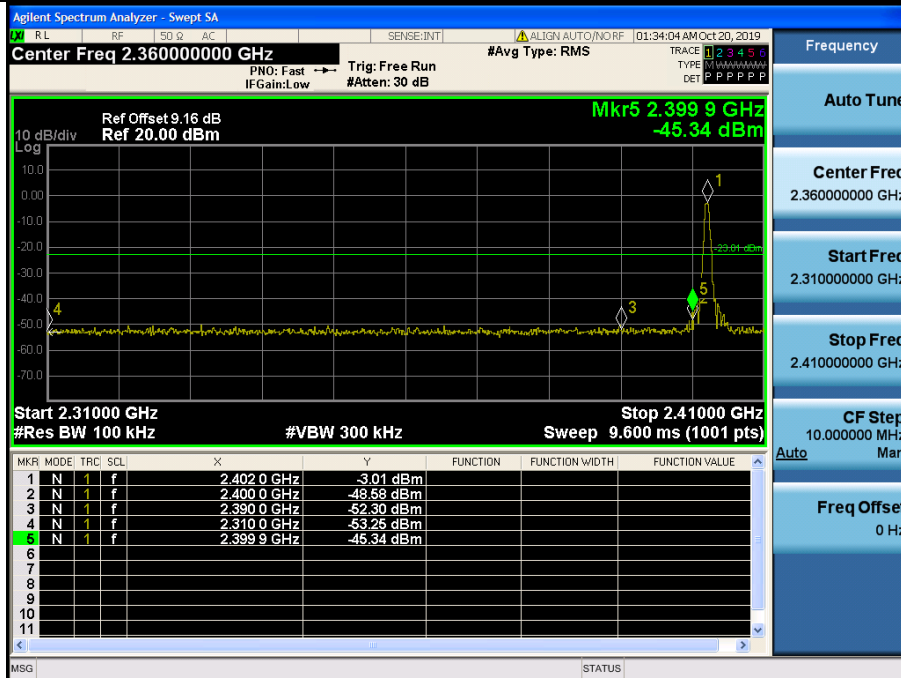 Agilent Spectrum Analyzer - Swept SA
LXI RL RF 50 Ω AC SENSE:INT ALIGN AUTO/NO RF 01:34:04 AM Oct 20, 2019
Center Freq 2.360000000 GHz
PNO: Fast
IFGain:Low
Trig: Free Run
#Atten: 30 dB
#Avg Type: RMS
TRACE 1 2 3 4 5 6
TYPE M
DET P P P P P P
Ref Offset 9.16 dB
10 dB/div Ref 20.00 dBm
Log
Mkr5 2.399 9 GHz
-45.34 dBm
10.0
0.00
-10.0
-20.0
-30.0
-40.0
-50.0
-60.0
-70.0
-23.01 dBm
1
5
2
3
4
Start 2.31000 GHz Stop 2.41000 GHz
#Res BW 100 kHz #VBW 300 kHz Sweep 9.600 ms (1001 pts)
MKR MODE TRC SCL X Y FUNCTION FUNCTION WIDTH FUNCTION VALUE
1 N 1 f 2.402 0 GHz -3.01 dBm
2 N 1 f 2.400 0 GHz -48.58 dBm
3 N 1 f 2.390 0 GHz -52.30 dBm
4 N 1 f 2.310 0 GHz -53.25 dBm
5 N 1 f 2.399 9 GHz -45.34 dBm
6
7
8
9
10
11
MSG STATUS
Frequency
Auto Tune
Center Freq
2.360000000 GHz
Start Freq
2.310000000 GHz
Stop Freq
2.410000000 GHz
CF Step
10.000000 MHz
Auto Man
Freq Offset
0 Hz